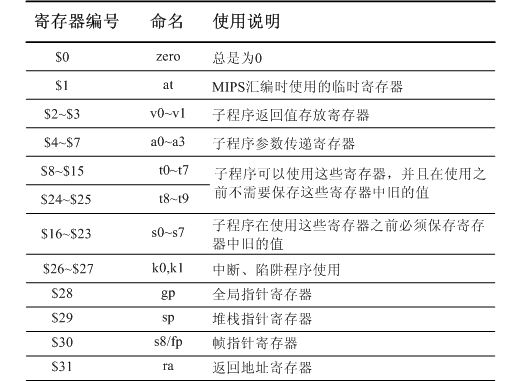 寄存器编号 命名 使用说明
$0 zero 总是为0
$1 at MIPS汇编时使用的临时寄存器
$2~$3 v0~v1 子程序返回值存放寄存器
$4~$7 a0~a3 子程序参数传递寄存器
$8~$15 t0~t7 子程序可以使用这些寄存器，并且在使用之
$24~$25 t8~t9 前不需要保存这些寄存器中旧的值
$16~$23 s0~s7 子程序在使用这些寄存器之前必须保存寄存
器中旧的值
$26~$27 k0,k1 中断、陷阱程序使用
$28 gp 全局指针寄存器
$29 sp 堆栈指针寄存器
$30 s8/fp 帧指针寄存器
$31 ra 返回地址寄存器